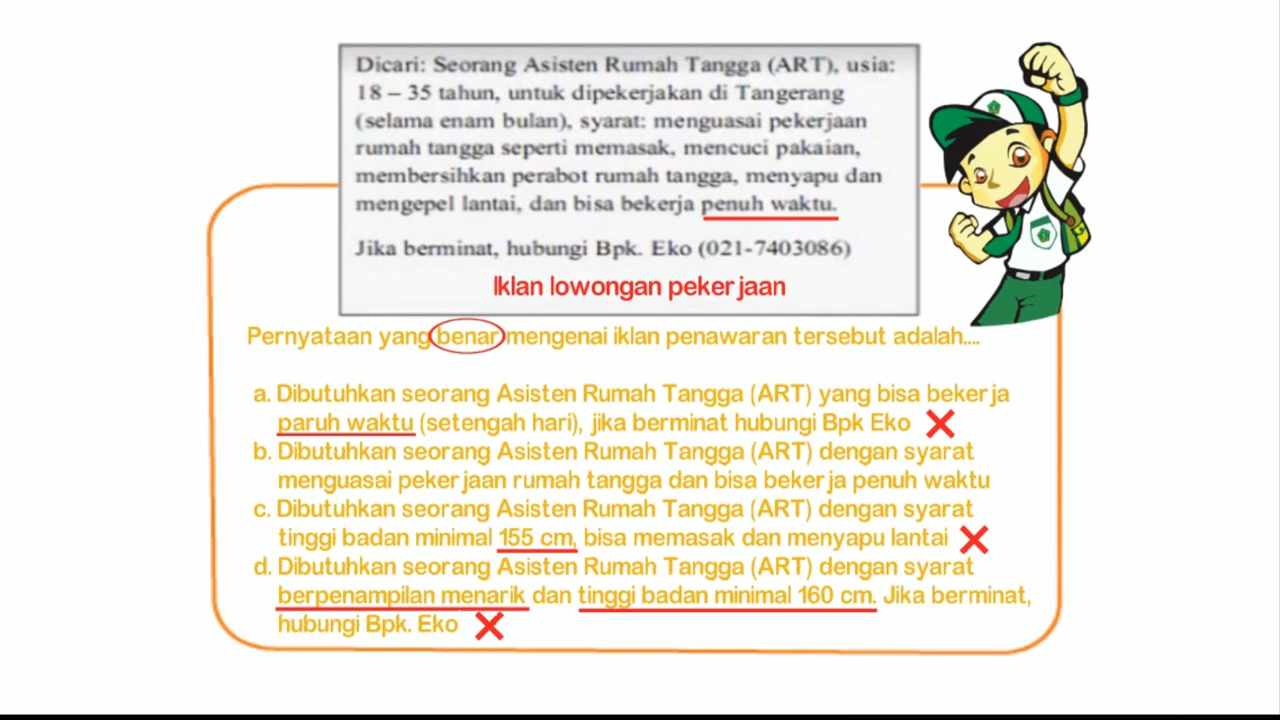 Dicari: Seorang Asisten Rumah Tangga (ART), usia:
18 – 35 tahun, untuk dipekerjakan di Tangerang
(selama enam bulan), syarat: menguasai pekerjaan
rumah tangga seperti memasak, mencuci pakaian,
membersihkan perabot rumah tangga, menyapu dan
mengepel lantai, dan bisa bekerja penuh waktu.
Jika berminat, hubungi Bpk. Eko (021-7403086)
Iklan lowongan pekerjaan
Pernyataan yang benar mengenai iklan penawaran tersebut adalah....
a. Dibutuhkan seorang Asisten Rumah Tangga (ART) yang bisa bekerja
paruh waktu (setengah hari), jika berminat hubungi Bpk Eko
b. Dibutuhkan seorang Asisten Rumah Tangga (ART) dengan syarat
menguasai pekerjaan rumah tangga dan bisa bekerja penuh waktu
c. Dibutuhkan seorang Asisten Rumah Tangga (ART) dengan syarat
tinggi badan minimal 155 cm, bisa memasak dan menyapu lantai
d. Dibutuhkan seorang Asisten Rumah Tangga (ART) dengan syarat
berpenampilan menarik dan tinggi badan minimal 160 cm. Jika berminat,
hubungi Bpk. Eko